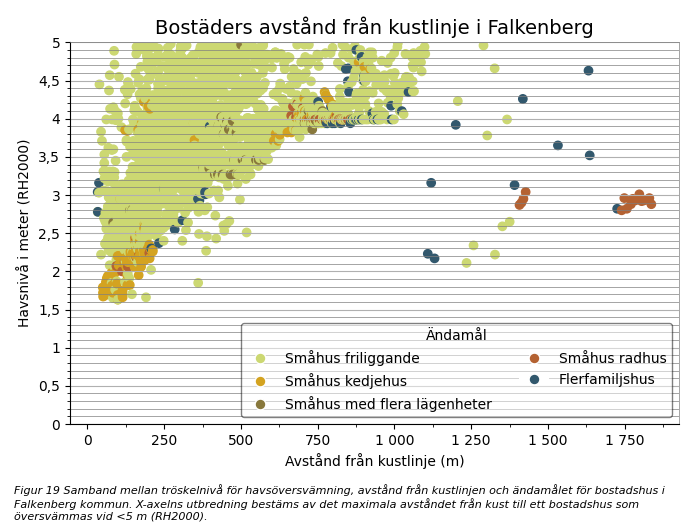 Bostäders avstånd från kustlinje i Falkenberg
Havsnivå i meter (RH2000)
5
4,5
4
3,5
3
2,5
2
1,5
1
0,5
0
0 250 500 750 1 000 1 250 1 500 1 750
Avstånd från kustlinje (m)
Ändamål
Småhus friliggande
Småhus kedjehus
Småhus med flera lägenheter
Småhus radhus
Flerfamiljshus
Figur 19 Samband mellan tröskelnivå för havsöversvämning, avstånd från kustlinjen och ändamålet för bostadshus i
Falkenberg kommun. X-axelns utbredning bestäms av det maximala avståndet från kust till ett bostadshus som
översvämmas vid <5 m (RH2000).